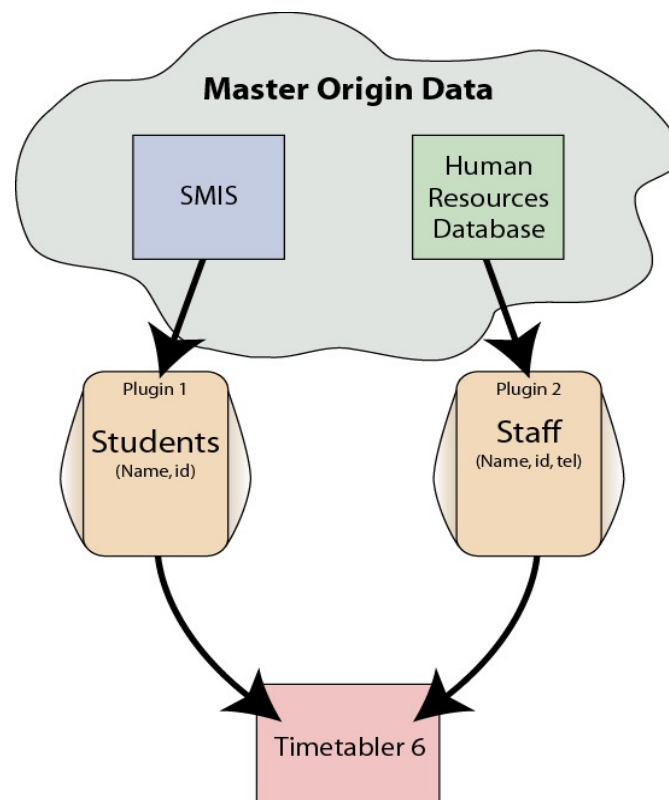 Master Origin Data
SMIS
Human
Resources
Database
Plugin 1
Students
(Name, id)
Plugin 2
Staff
(Name, id, tel)
Timetabler 6